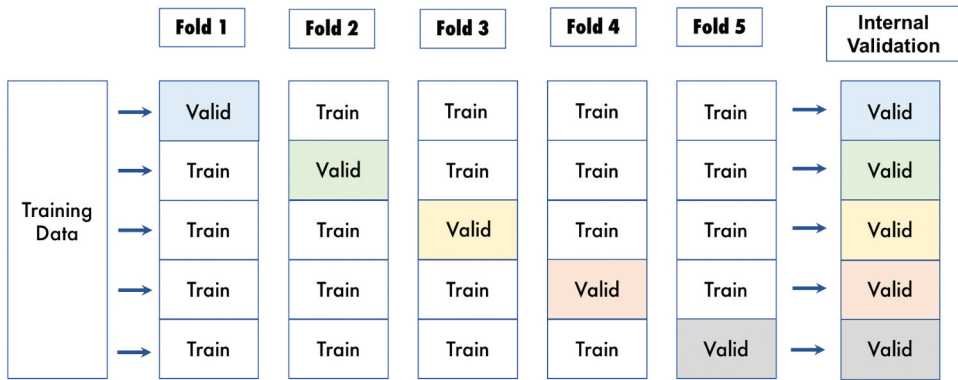 Fold 1 Fold 2 Fold 3 Fold 4 Fold 5 Internal
Validation
Valid Train Train Train Train Valid
Train Valid Train Train Train Valid
Training
Data
Train Train Valid Train Train Valid
Train Train Train Valid Train Valid
Train Train Train Train Valid Valid